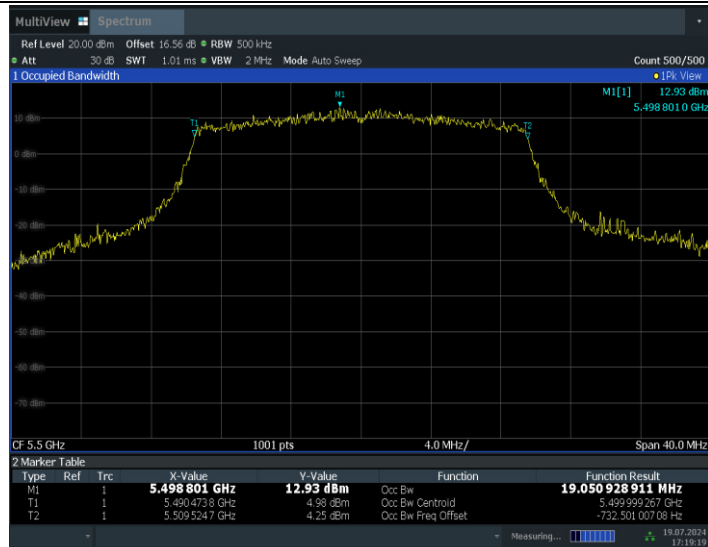 MultiView Spectrum
Ref Level 20.00 dBm Offset 16.56 dB RBW 500 kHz
Att 30 dB SWT 1.01 ms VBW 2 MHz Mode Auto Sweep Count 500/500
1 Occupied Bandwidth 1Pk View
M1[1] 12.93 dBm
5.498 801 0 GHz
M1
10 dBm
T1
T2
0 dBm
-10 dBm
-20 dBm
-40 dBm
-50 dBm
-60 dBm
-70 dBm
CF 5.5 GHz 1001 pts 4.0 MHz/ Span 40.0 MHz
2 Marker Table
Type Ref Trc X-Value Y-Value Function Function Result
M1 1 5.498 801 GHz 12.93 dBm Occ Bw 19.050 928 911 MHz
T1 1 5.490 473 8 GHz 4.98 dBm Occ Bw Centroid 5.499 999 267 GHz
T2 1 5.509 524 7 GHz 4.25 dBm Occ Bw Freq Offset -732.501 007 08 Hz
Measuring... 19.07.2024
17:19:19